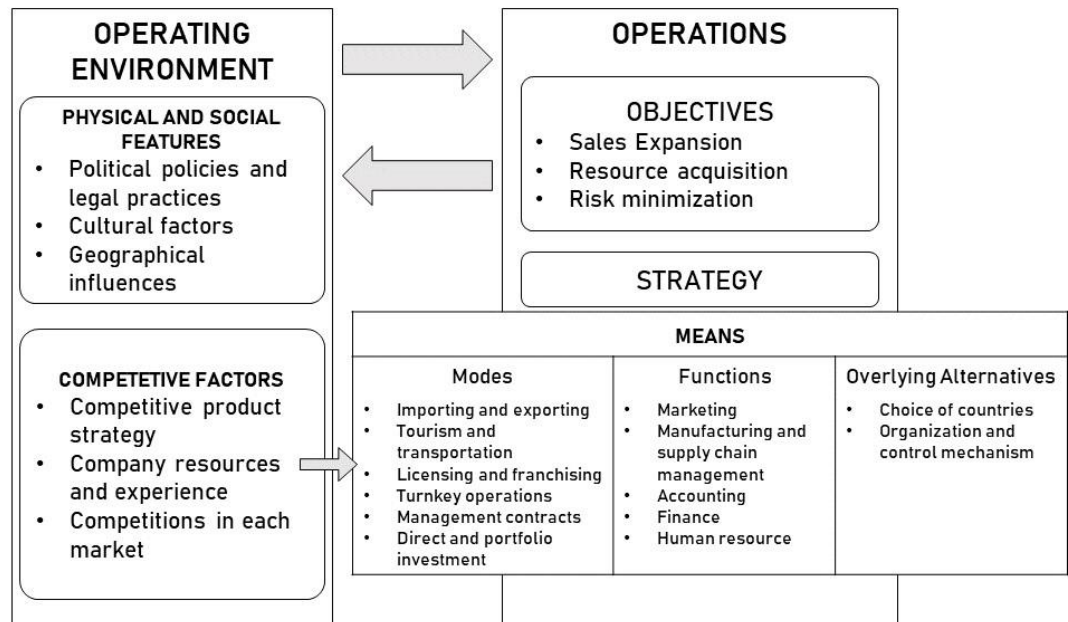 OPERATING
ENVIRONMENT
PHYSICAL AND SOCIAL
FEATURES
• Political policies and
legal practices
• Cultural factors
• Geographical
influences
COMPETETIVE FACTORS
• Competitive product
strategy
• Company resources
and experience
• Competitions in each
market
OPERATIONS
OBJECTIVES
• Sales Expansion
• Resource acquisition
• Risk minimization
STRATEGY
MEANS
Modes
• Importing and exporting
• Tourism and
transportation
• Licensing and franchising
• Turnkey operations
• Management contracts
• Direct and portfolio
investment
Functions
• Marketing
• Manufacturing and
supply chain
management
• Accounting
• Finance
• Human resource
Overlying Alternatives
• Choice of countries
• Organization and
control mechanism